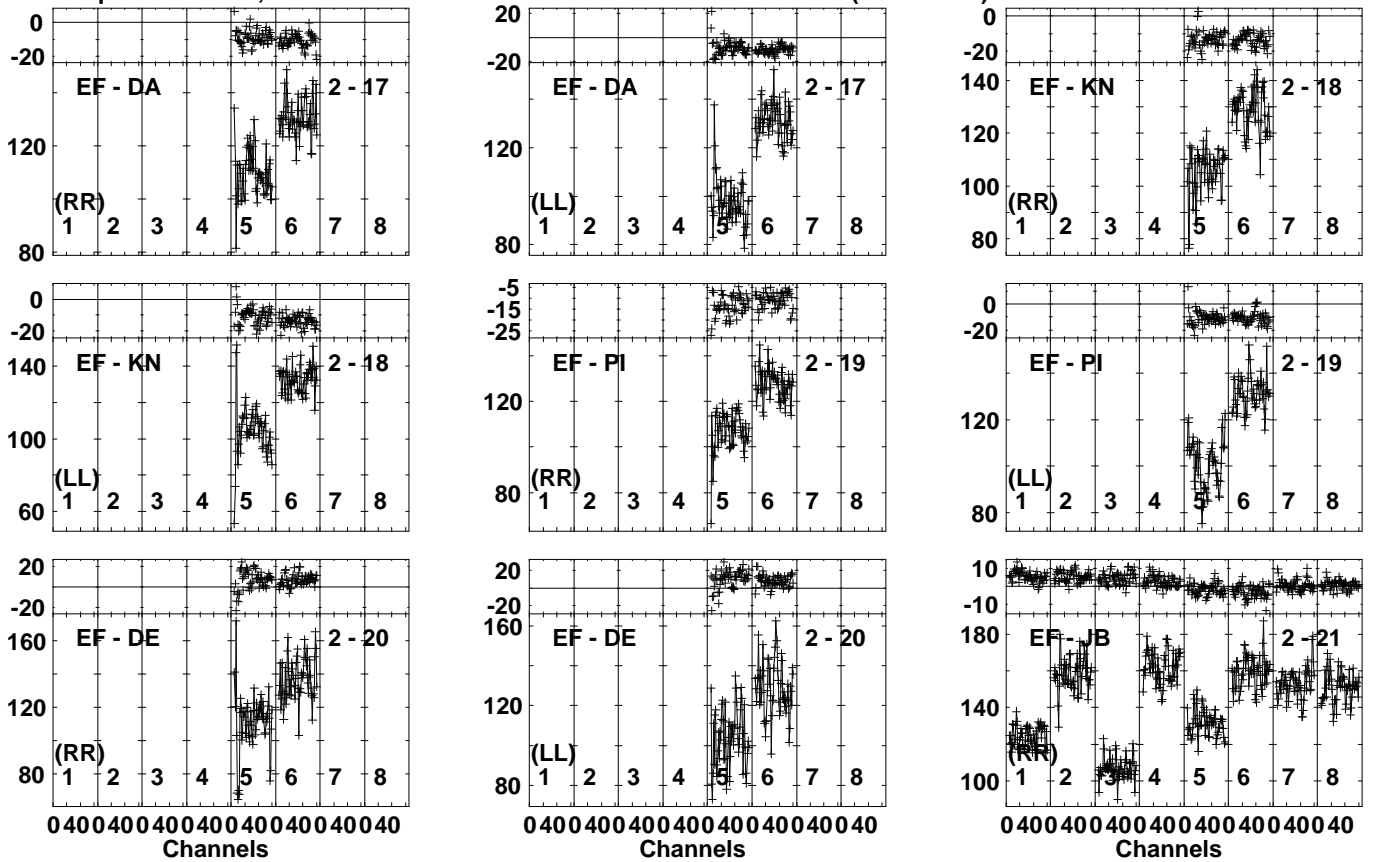 0
-20
EF - DA 2 - 17
120
(RR)
1 2 3 4 5 6 7 8
80
20
-20
EF - DA 2 - 17
120
(LL)
1 2 3 4 5 6 7 8
80
0
-20
140
EF - KN 2 - 18
120
100
(RR)
1 2 3 4 5 6 7 8
80
0
-20
140
EF - KN 2 - 18
100
(LL)
1 2 3 4 5 6 7 8
60
-5
-15
-25
EF - PI 2 - 19
120
(RR)
1 2 3 4 5 6 7 8
80
0
-20
EF - PI 2 - 19
120
(LL)
1 2 3 4 5 6 7 8
80
20
-20
160
EF - DE 2 - 20
120
(RR)
80
1 2 3 4 5 6 7 8
0 40 0 40 0 40 0 40 0 40 0 40 0 40 0 40
Channels
20
-20
160
EF - DE 2 - 20
120
(LL)
80
1 2 3 4 5 6 7 8
0 40 0 40 0 40 0 40 0 40 0 40 0 40 0 40
Channels
10
-10
180
EF - JB 2 - 21
140
(RR)
100
1 2 3 4 5 6 7 8
0 40 0 40 0 40 0 40 0 40 0 40 0 40 0 40
Channels